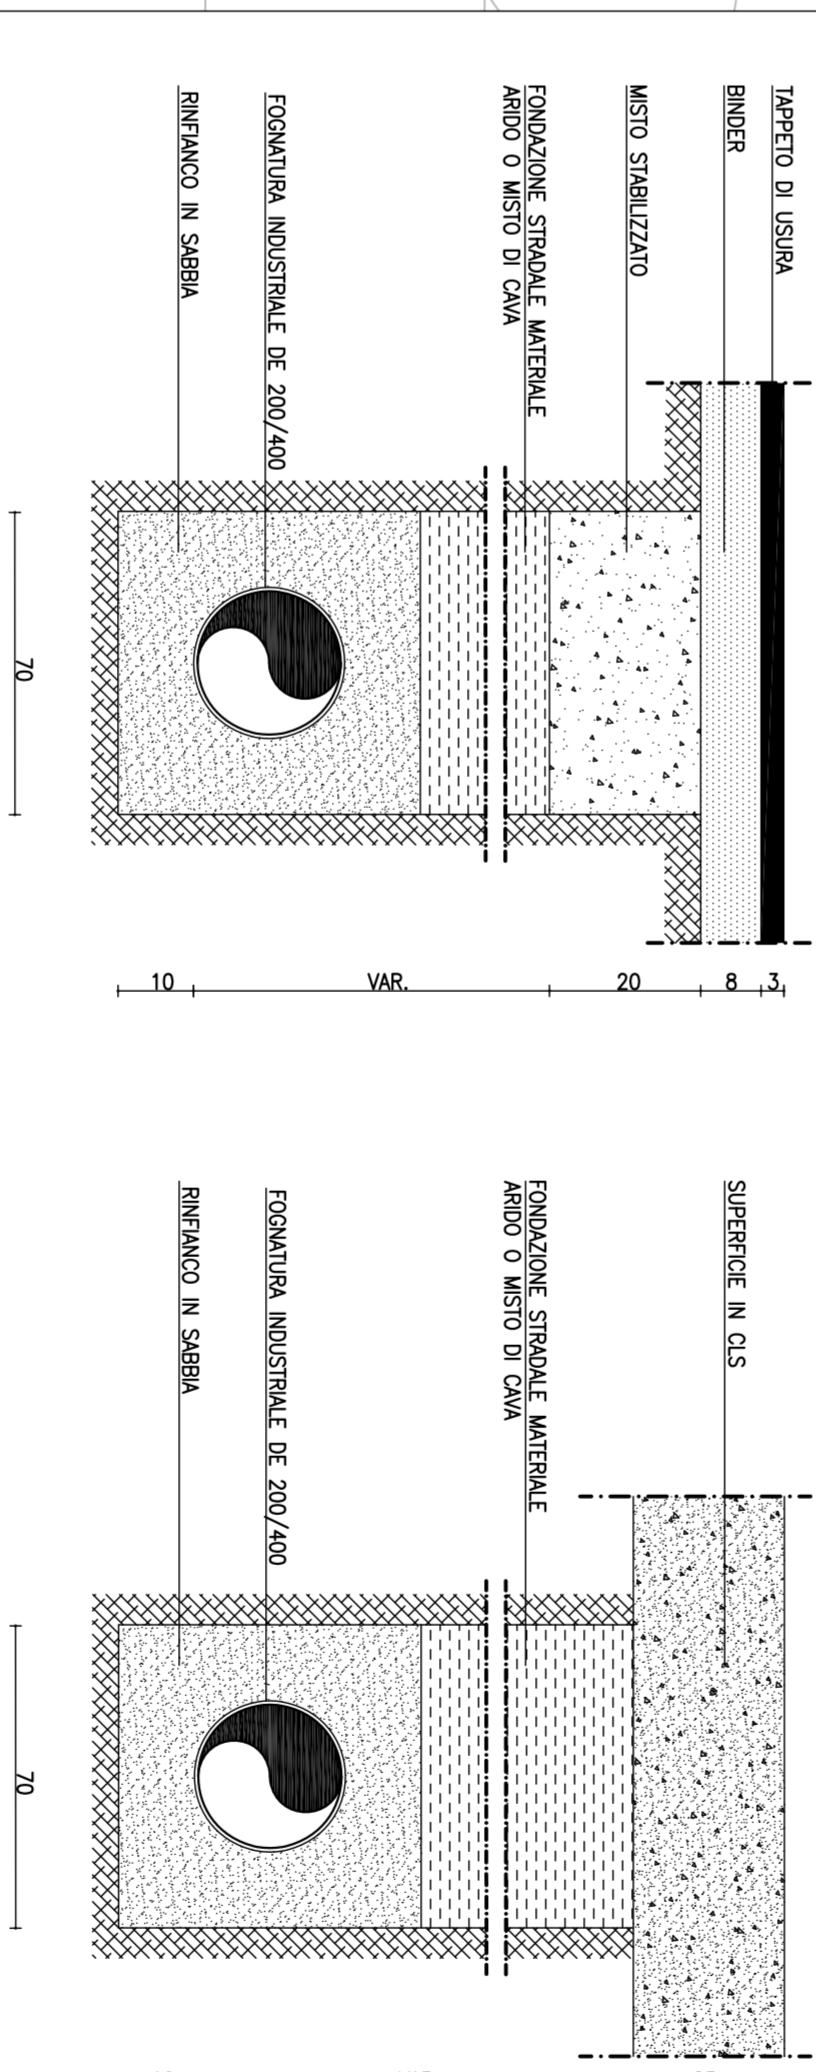 TAPPETO DI USURA
BINDER
MISTO STABILIZZATO
FONDAZIONE STRADALE MATERIALE
ARIDO O MISTO DI CAVA
FOGNATURA INDUSTRIALE DE 200/400
RINFIANCO IN SABBIA
3
8
20
VAR.
10
70
SUPERFICIE IN CLS
FONDAZIONE STRADALE MATERIALE
ARIDO O MISTO DI CAVA
FOGNATURA INDUSTRIALE DE 200/400
RINFIANCO IN SABBIA
70